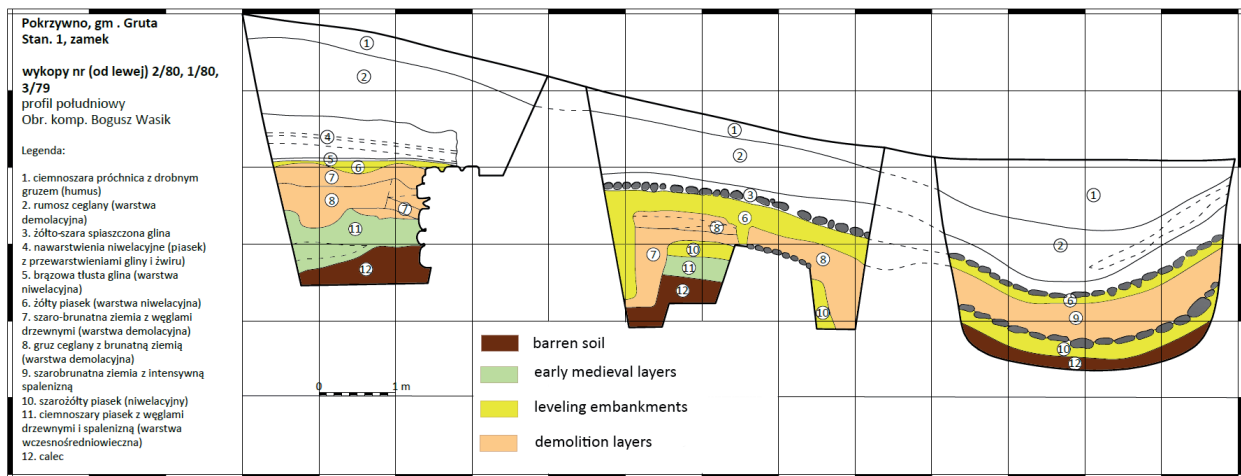 Pokrzywno, gm . Gruta
Stan. 1, zamek
wykopy nr (od lewej) 2/80, 1/80,
3/79
profil południowy
Obr. komp. Bogusz Wasik
Legenda:
1. ciemnoszara próchnica z drobnym
gruzem (humus)
2. rumosz ceglany (warstwa
demolacyjna)
3. żółto-szara spiaszczona glina
4. nawarstwienia niwelacyjne (piasek
z przewarstwieniami gliny i żwiru)
5. brązowa tłusta glina (warstwa
niwelacyjna)
6. żółty piasek (warstwa niwelacyjna)
7. szaro-brunatna ziemia z węglami
drzewnymi (warstwa demolacyjna)
8. gruz ceglany z brunatną ziemią
(warstwa demolacyjna)
9. szarobrunatna ziemia z intensywną
spalenizną
10. szarożółty piasek (niwelacyjny)
11. ciemnoszary piasek z węglami
drzewnymi i spalenizną (warstwa
wczesnośredniowieczna)
12. calec
0 1 m
1
2
4
5
6
7
8
7
11
12
1
2
3
6
8
7
10
11
12
8
10
1
2
6
9
10
12
barren soil
early medieval layers
leveling embankments
demolition layers